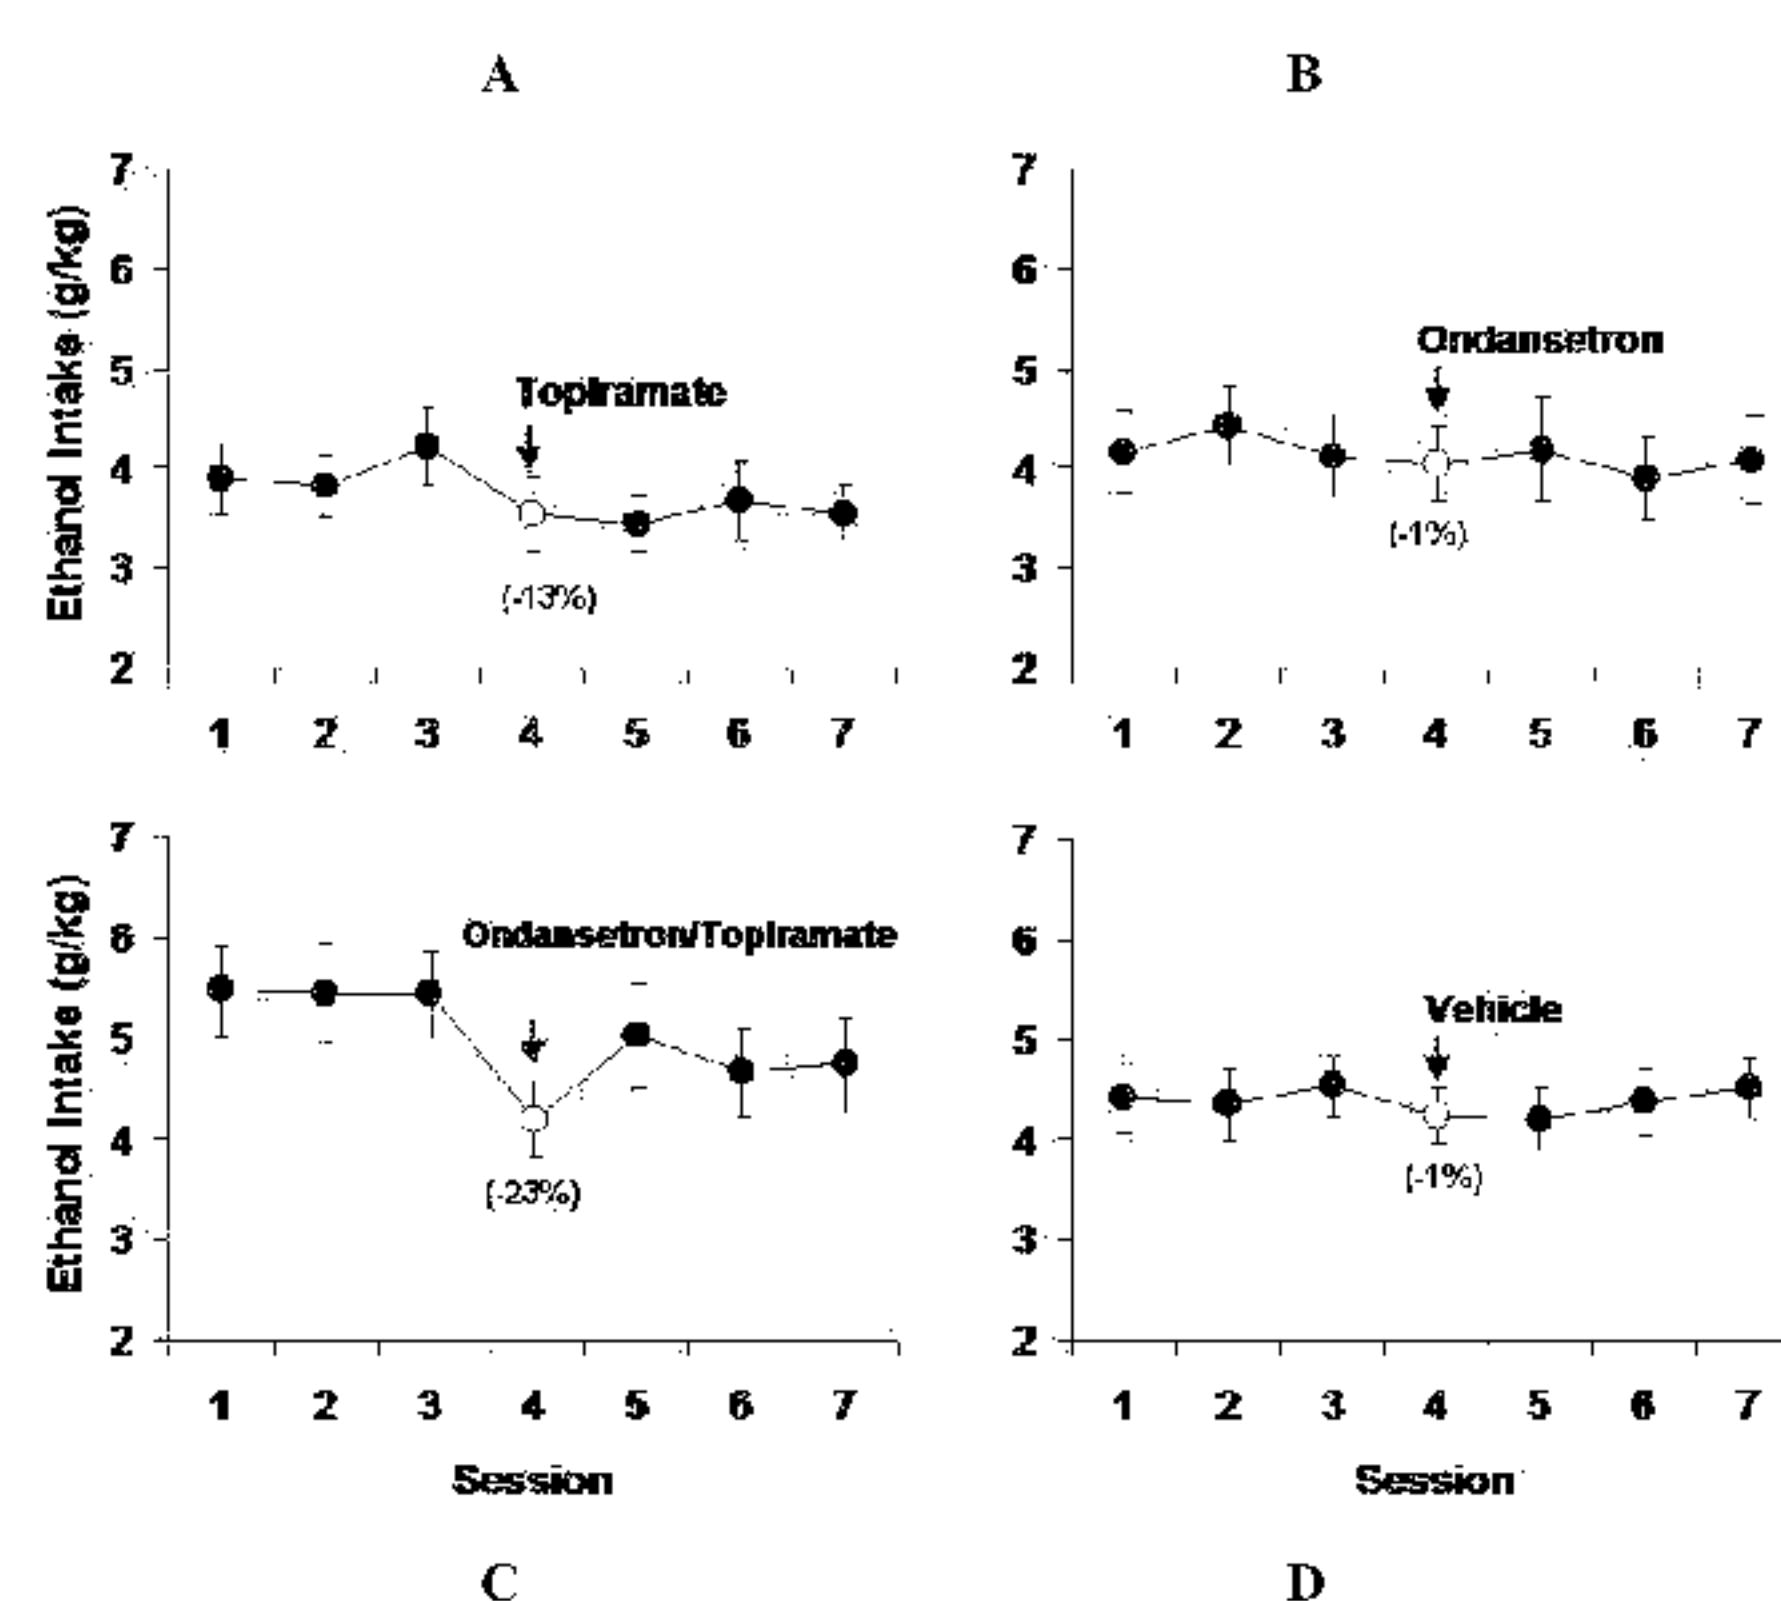 A
B
7
6
5
4
3
2
Ethanol Intake (g/kg)
Topiramate
(-13%)
1 2 3 4 5 6 7
7
6
5
4
3
2
Ondansetron
(-1%)
1 2 3 4 5 6 7
7
6
5
4
3
2
Ethanol Intake (g/kg)
Ondansetron/Topiramate
(-23%)
1 2 3 4 5 6 7
Session
7
6
5
4
3
2
Vehicle
(-1%)
1 2 3 4 5 6 7
Session
C
D